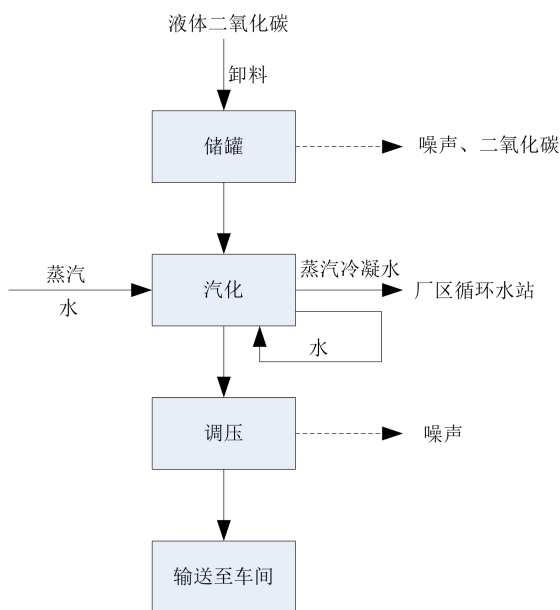 液体二氧化碳
卸料
储罐
噪声、二氧化碳
蒸汽
水
汽化
蒸汽冷凝水
厂区循环水站
水
调压
噪声
输送至车间